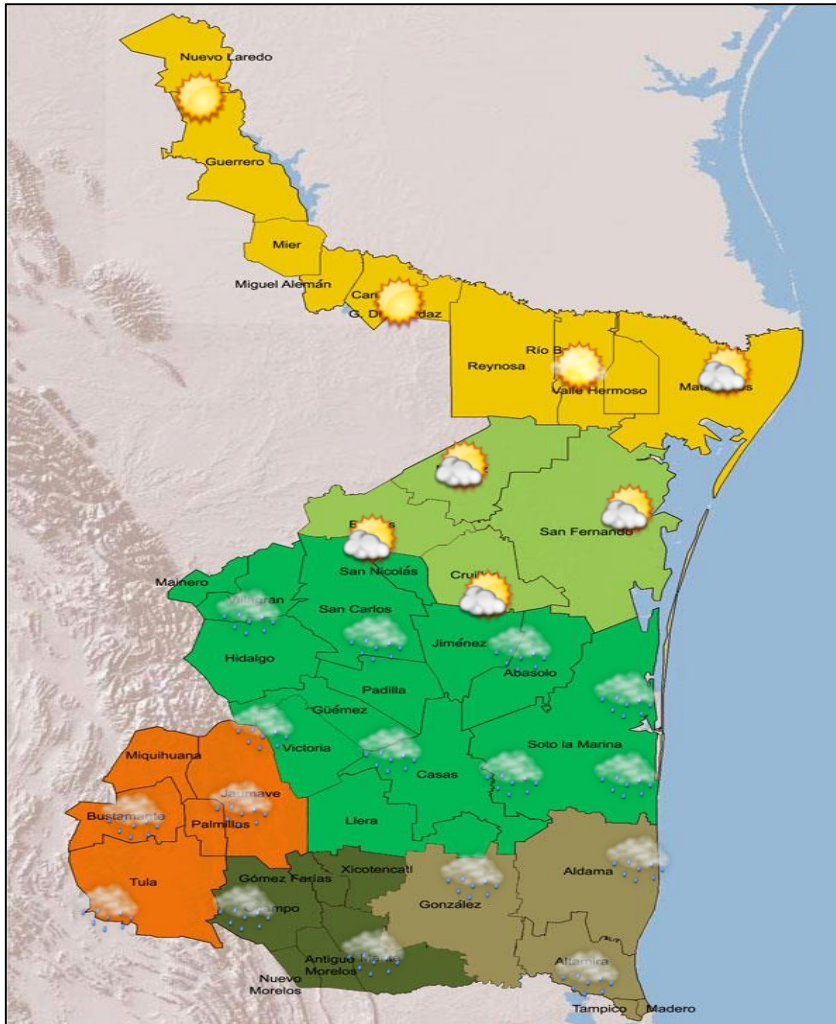 Nuevo Laredo
Guerrero
Mier
Miguel Alemán
Reynosa
Valle Hermoso
San Fernando
San Nicolás
Mainero
San Carlos
Hidalgo
Jiménez
Abasolo
Padilla
Güémez
Victoria
Soto la Marina
Casas
Miquihuana
Jaumave
Bustamante
Palmillos
Llera
Tula
Gómez Farías
Xicotencatl
González
Aldama
Antiguo
Morelos
Nuevo
Morelos
Altamira
Tampico
Madero